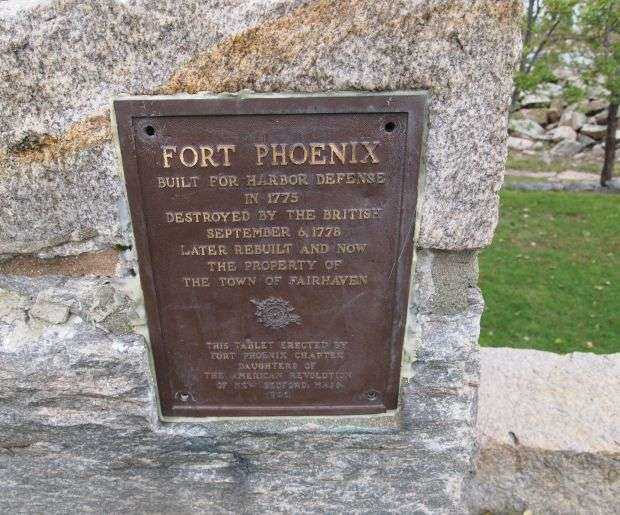 FORT PHOENIX
BUILT FOR HARBOR DEFENSE
IN 1775
DESTROYED BY THE BRITISH
SEPTEMBER 6, 1778
LATER REBUILT AND NOW
THE PROPERTY OF
THE TOWN OF FAIRHAVEN
THIS TABLET ERECTED BY
FORT PHOENIX CHAPTER
DAUGHTERS OF
THE AMERICAN REVOLUTION
OF NEW BEDFORD, MASS.